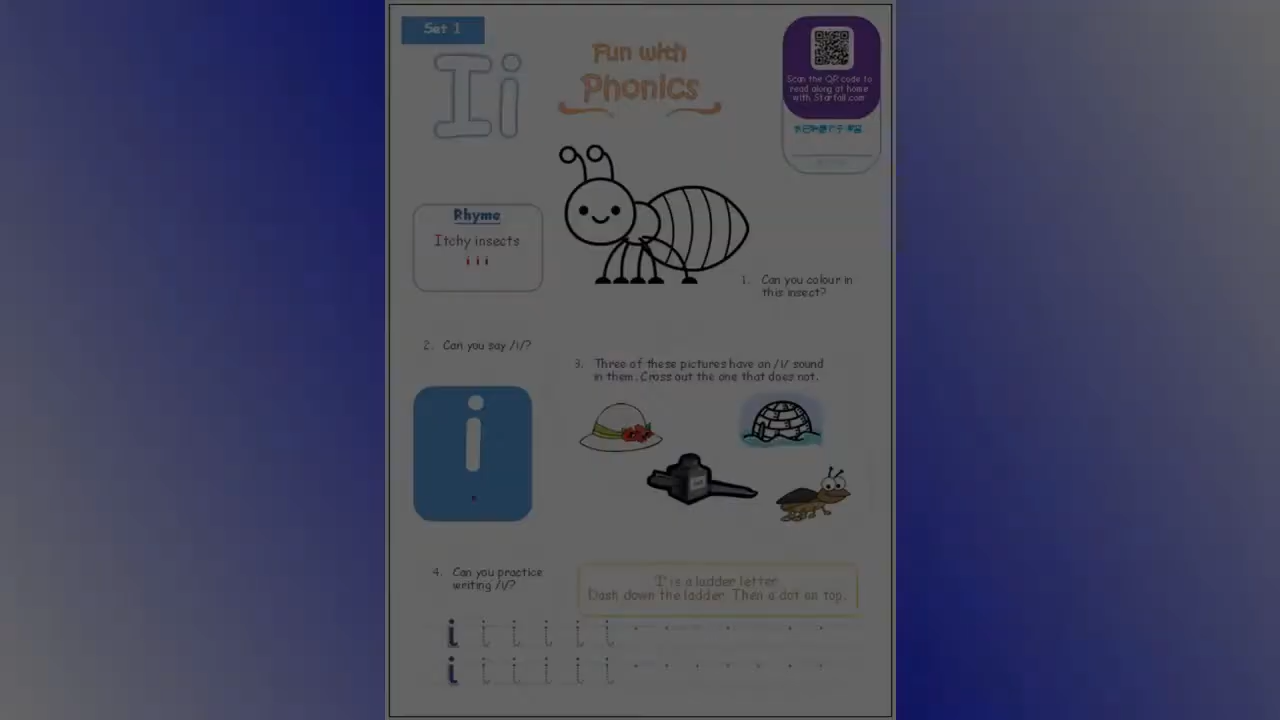 Set 1
Ii
Fun with
Phonics
Scan the QR code to
read along at home
with Starfall.com
Rhyme
Itchy insects
i i i
1. Can you colour in
this insect?
2. Can you say /i/?
3. Three of these pictures have an /i/ sound
in them. Cross out the one that does not.
i
4. Can you practice
writing /i/?
'I' is a ladder letter.
Dash down the ladder. Then a dot on top.
i i i i i i
i i i i i i